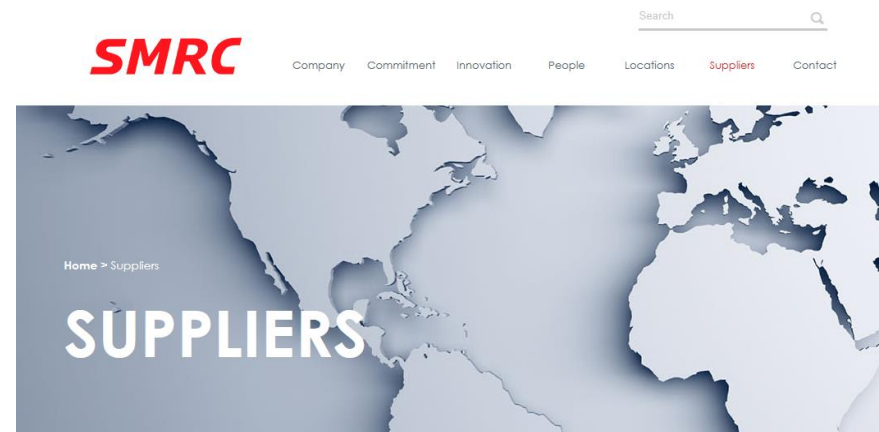 Search
SMRC
Company Commitment Innovation People Locations Suppliers Contact
Home > Suppliers
SUPPLIERS